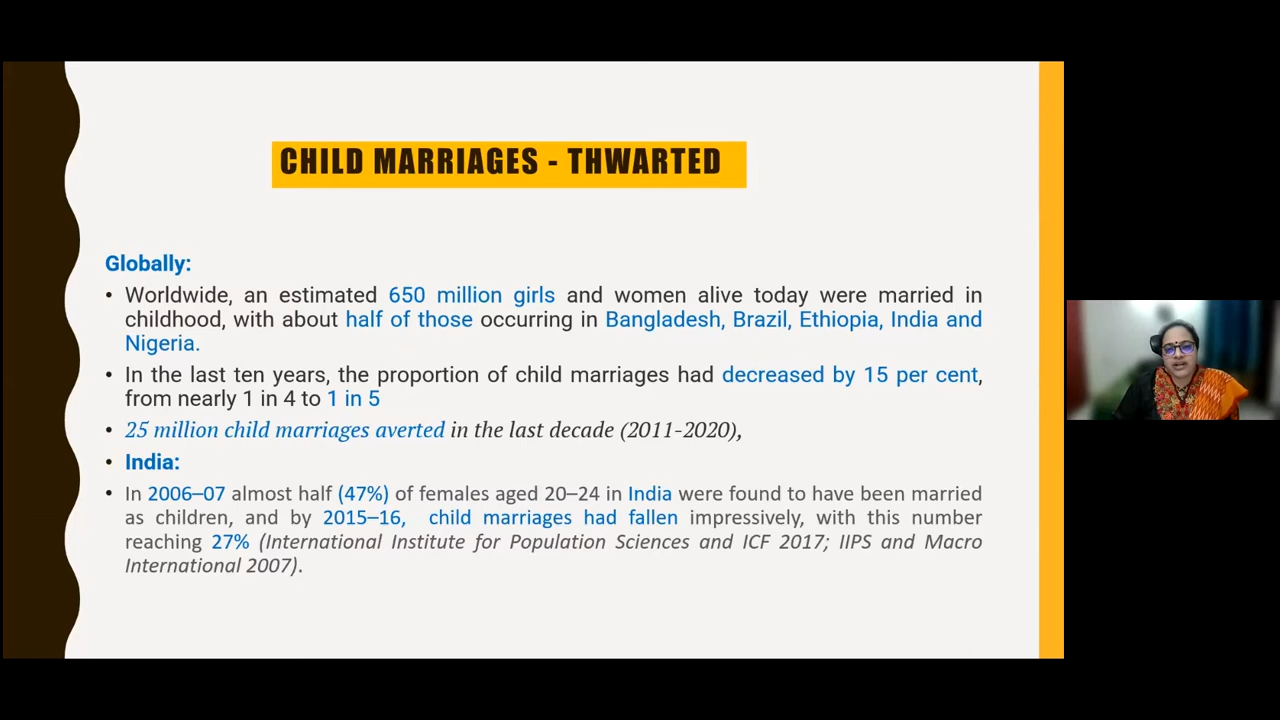 CHILD MARRIAGES - THWARTED
Globally:
• Worldwide, an estimated 650 million girls and women alive today were married in
childhood, with about half of those occurring in Bangladesh, Brazil, Ethiopia, India and
Nigeria.
• In the last ten years, the proportion of child marriages had decreased by 15 per cent,
from nearly 1 in 4 to 1 in 5
• 25 million child marriages averted in the last decade (2011-2020),
• India:
• In 2006–07 almost half (47%) of females aged 20–24 in India were found to have been married
as children, and by 2015–16, child marriages had fallen impressively, with this number
reaching 27% (International Institute for Population Sciences and ICF 2017; IIPS and Macro
International 2007).